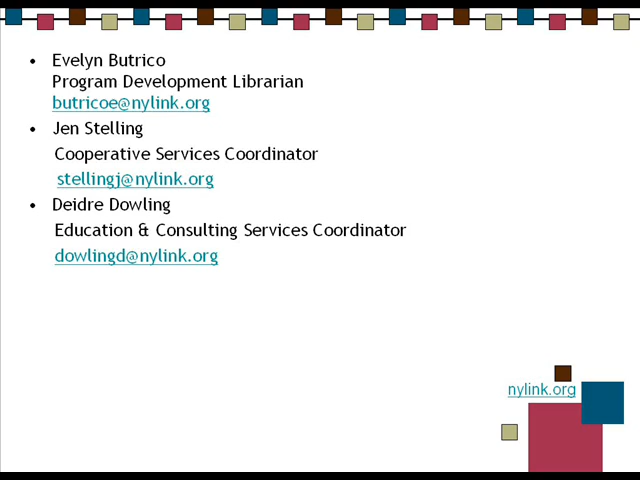 • Evelyn Butrico
Program Development Librarian
butricoe@nylink.org
• Jen Stelling
Cooperative Services Coordinator
stellingj@nylink.org
• Deidre Dowling
Education & Consulting Services Coordinator
dowlingd@nylink.org
nylink.org